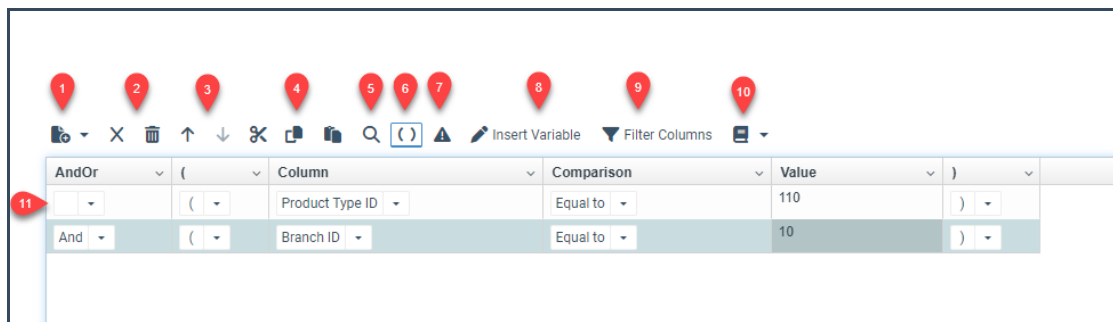 1 2 3 4 5 6 7 8 9 10
( ) Insert Variable Filter Columns
AndOr ( Column Comparison Value )
11 ( Product Type ID Equal to 110 )
And ( Branch ID Equal to 10 )